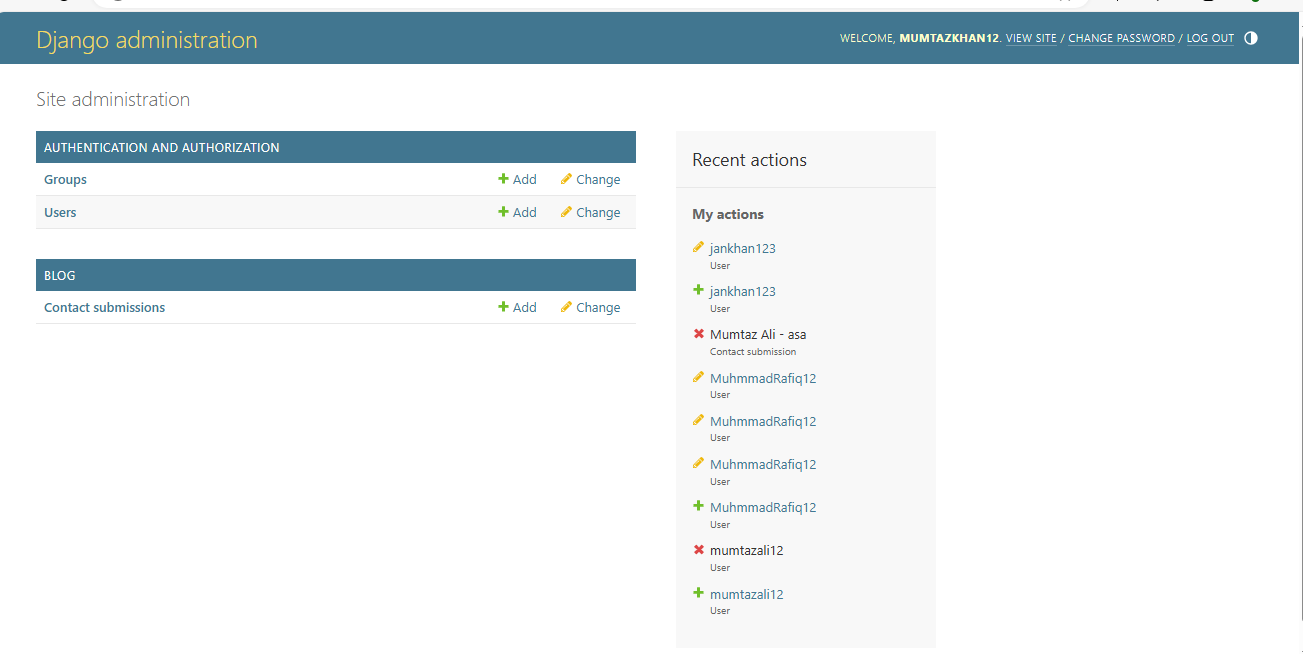 Django administration
WELCOME, MUMTAZKHAN12. VIEW SITE / CHANGE PASSWORD / LOG OUT
Site administration
AUTHENTICATION AND AUTHORIZATION
Groups Add Change
Users Add Change
BLOG
Contact submissions Add Change
Recent actions
My actions
jankhan123
User
jankhan123
User
Mumtaz Ali - asa
Contact submission
MuhmmadRafiq12
User
MuhmmadRafiq12
User
MuhmmadRafiq12
User
MuhmmadRafiq12
User
mumtazali12
User
mumtazali12
User